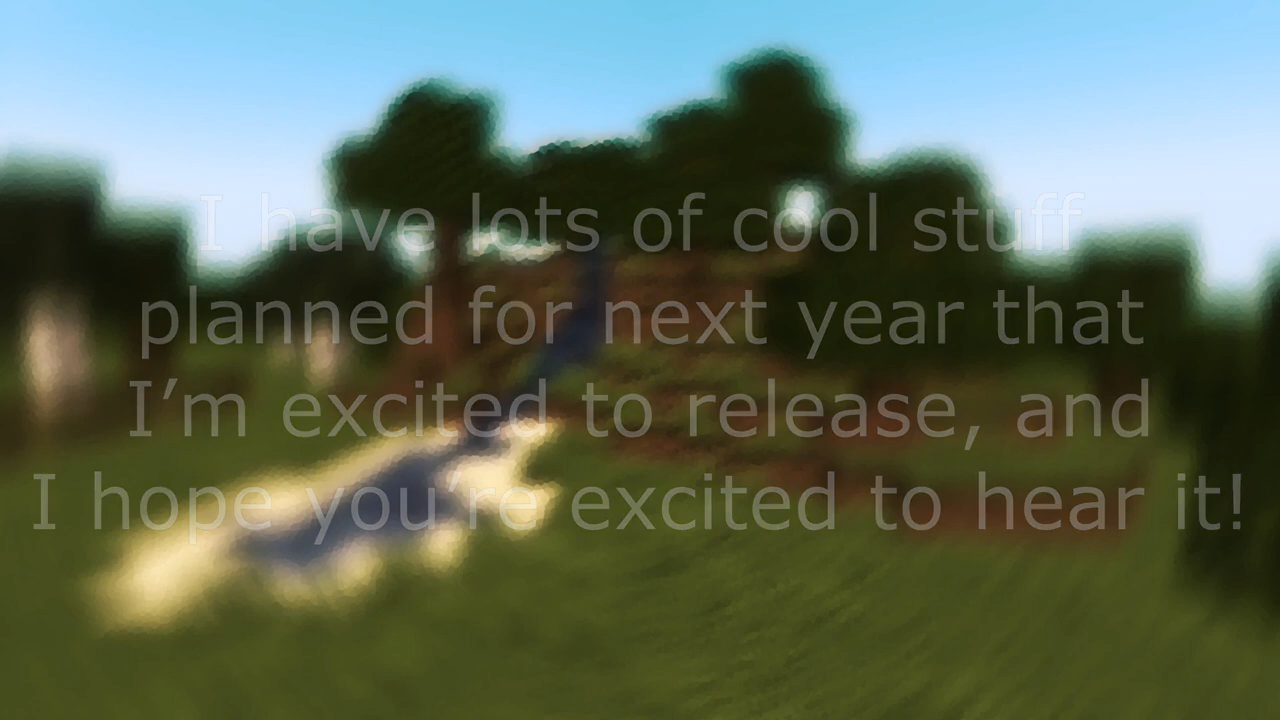 I have lots of cool stuff
planned for next year that
I’m excited to release, and
I hope you’re excited to hear it!